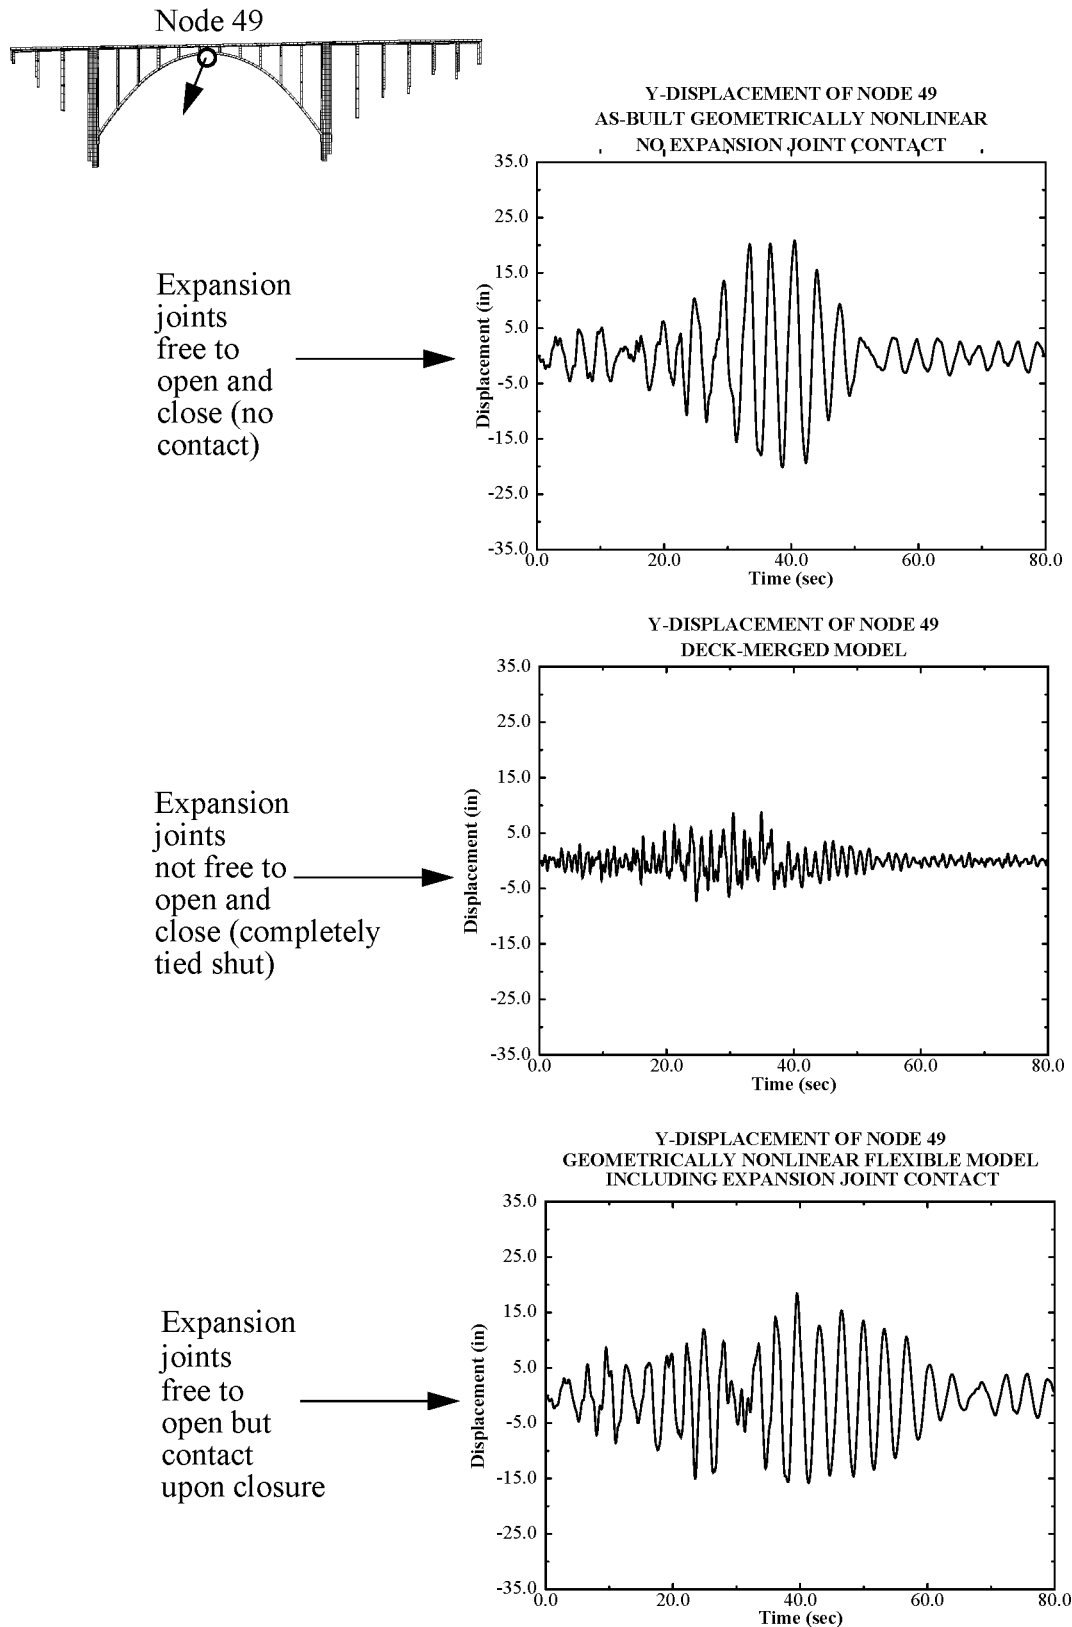 Node 49
Y-DISPLACEMENT OF NODE 49
AS-BUILT GEOMETRICALLY NONLINEAR
NO EXPANSION JOINT CONTACT
Expansion
joints
free to
open and
close (no
contact)
Displacement (in)
35.0
25.0
15.0
5.0
-5.0
-15.0
-25.0
-35.0
0.0 20.0 40.0 60.0 80.0
Time (sec)
Y-DISPLACEMENT OF NODE 49
DECK-MERGED MODEL
Expansion
joints
not free to
open and
close (completely
tied shut)
Displacement (in)
35.0
25.0
15.0
5.0
-5.0
-15.0
-25.0
-35.0
0.0 20.0 40.0 60.0 80.0
Time (sec)
Y-DISPLACEMENT OF NODE 49
GEOMETRICALLY NONLINEAR FLEXIBLE MODEL
INCLUDING EXPANSION JOINT CONTACT
Expansion
joints
free to
open but
contact
upon closure
Displacement (in)
35.0
25.0
15.0
5.0
-5.0
-15.0
-25.0
-35.0
0.0 20.0 40.0 60.0 80.0
Time (sec)